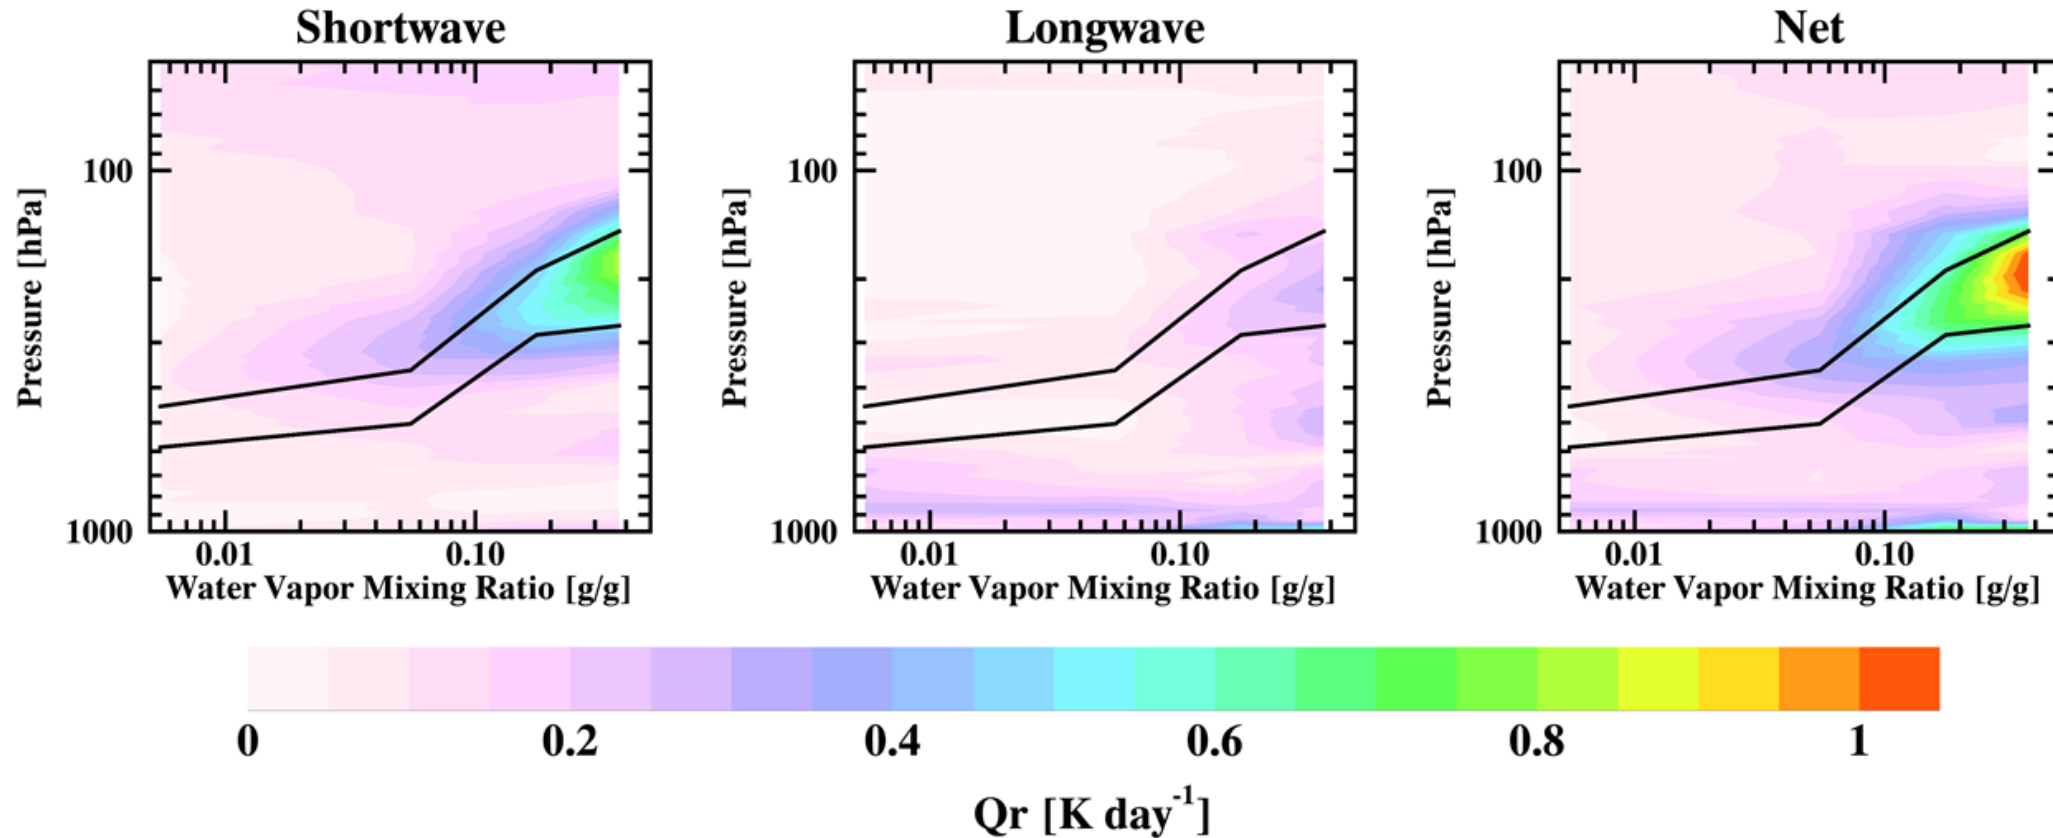 Shortwave
Longwave
Net
Pressure [hPa]
100
1000
0.01
0.10
Water Vapor Mixing Ratio [g/g]
Pressure [hPa]
100
1000
0.01
0.10
Water Vapor Mixing Ratio [g/g]
Pressure [hPa]
100
1000
0.01
0.10
Water Vapor Mixing Ratio [g/g]
0 0.2 0.4 0.6 0.8 1
Qr [K day-1]